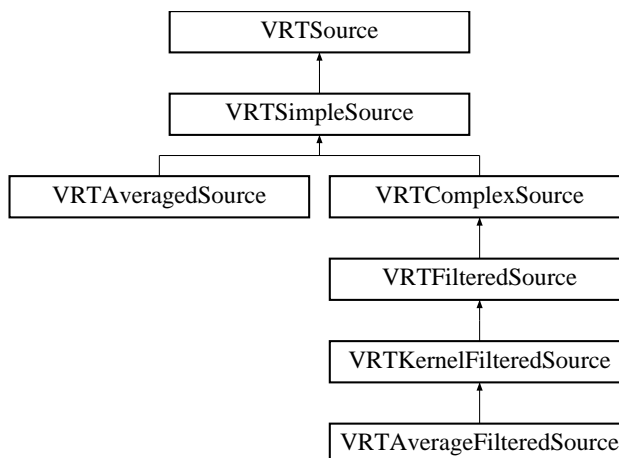 VRTSource
VRTSimpleSource
VRTAveragedSource
VRTComplexSource
VRTFilteredSource
VRTKernelFilteredSource
VRTAverageFilteredSource